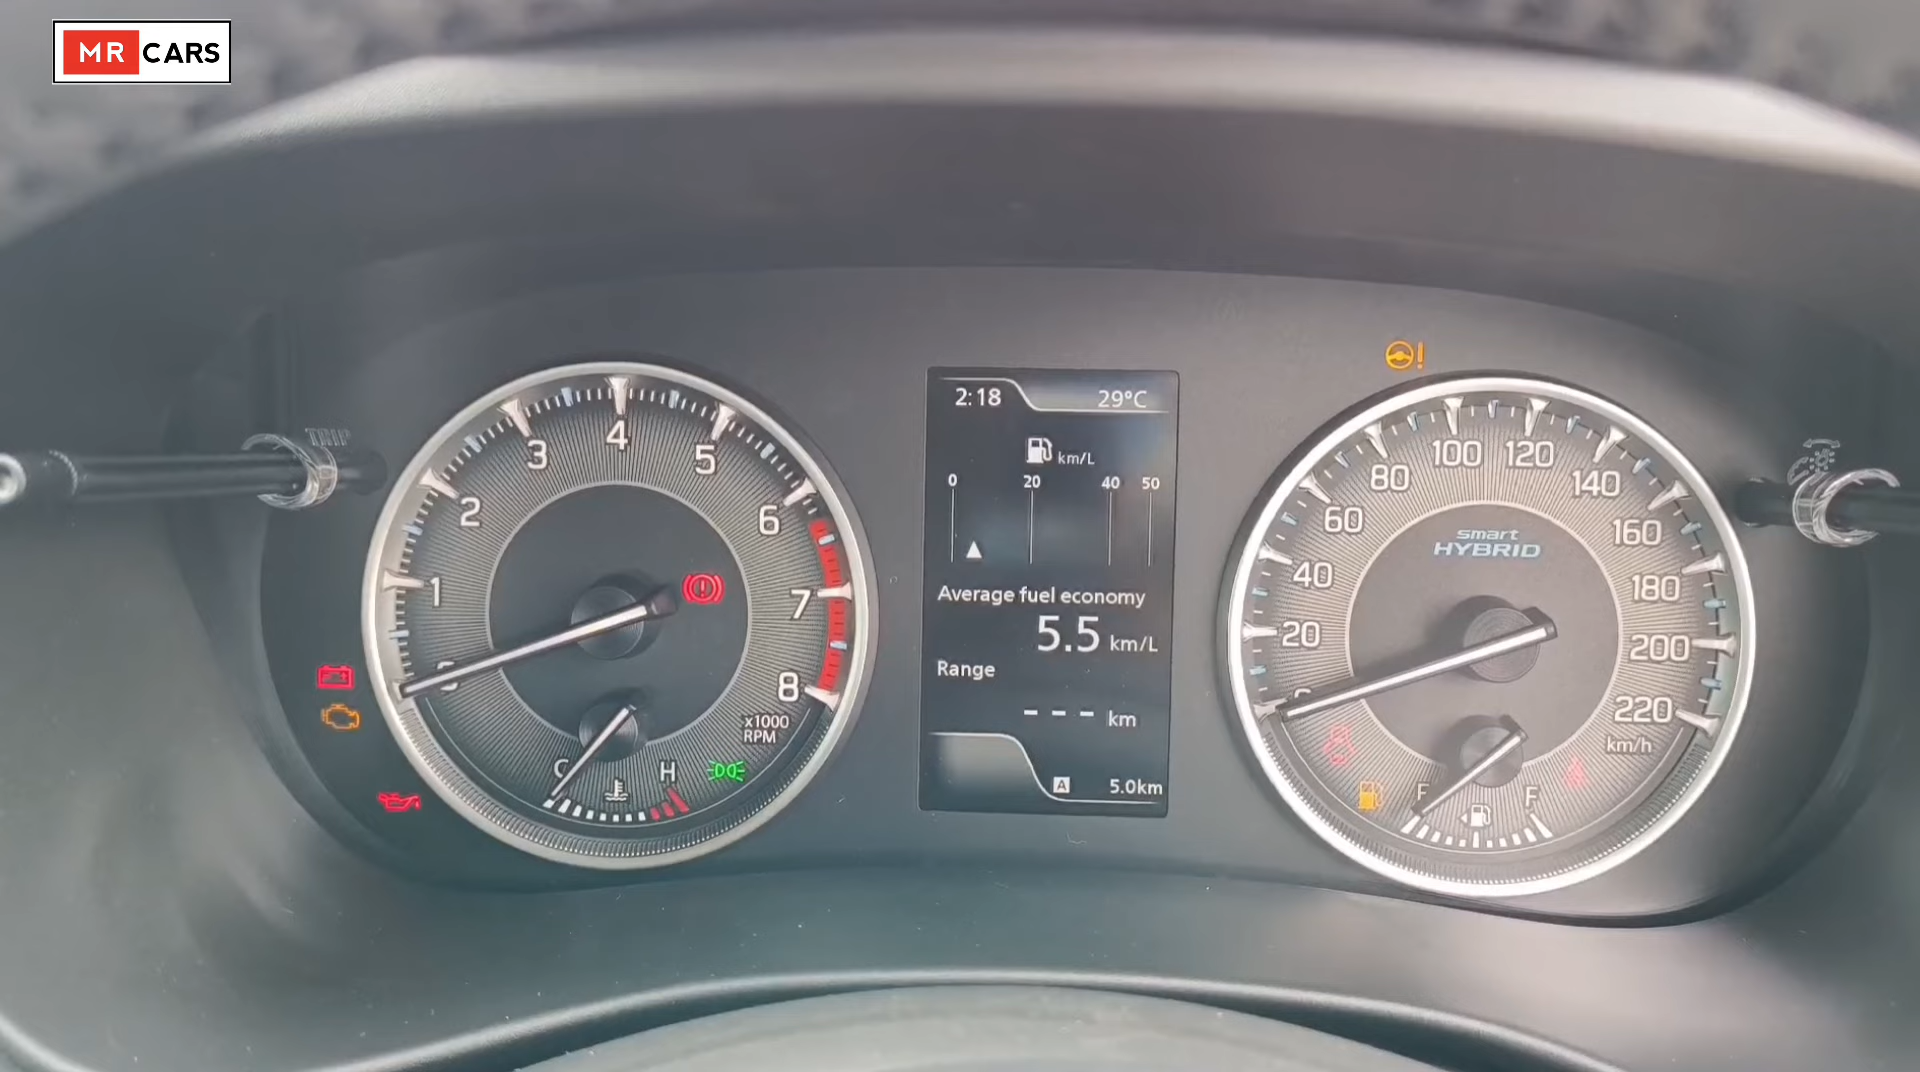 MR CARS
TRIP
0
1
2
3
4
5
6
7
8
x1000
RPM
C
H
2:18
29°C
km/L
0 20 40 50
Average fuel economy
5.5 km/L
Range
--- km
A 5.0km
20
40
60
80
100
120
140
160
180
200
220
km/h
smart
HYBRID
F